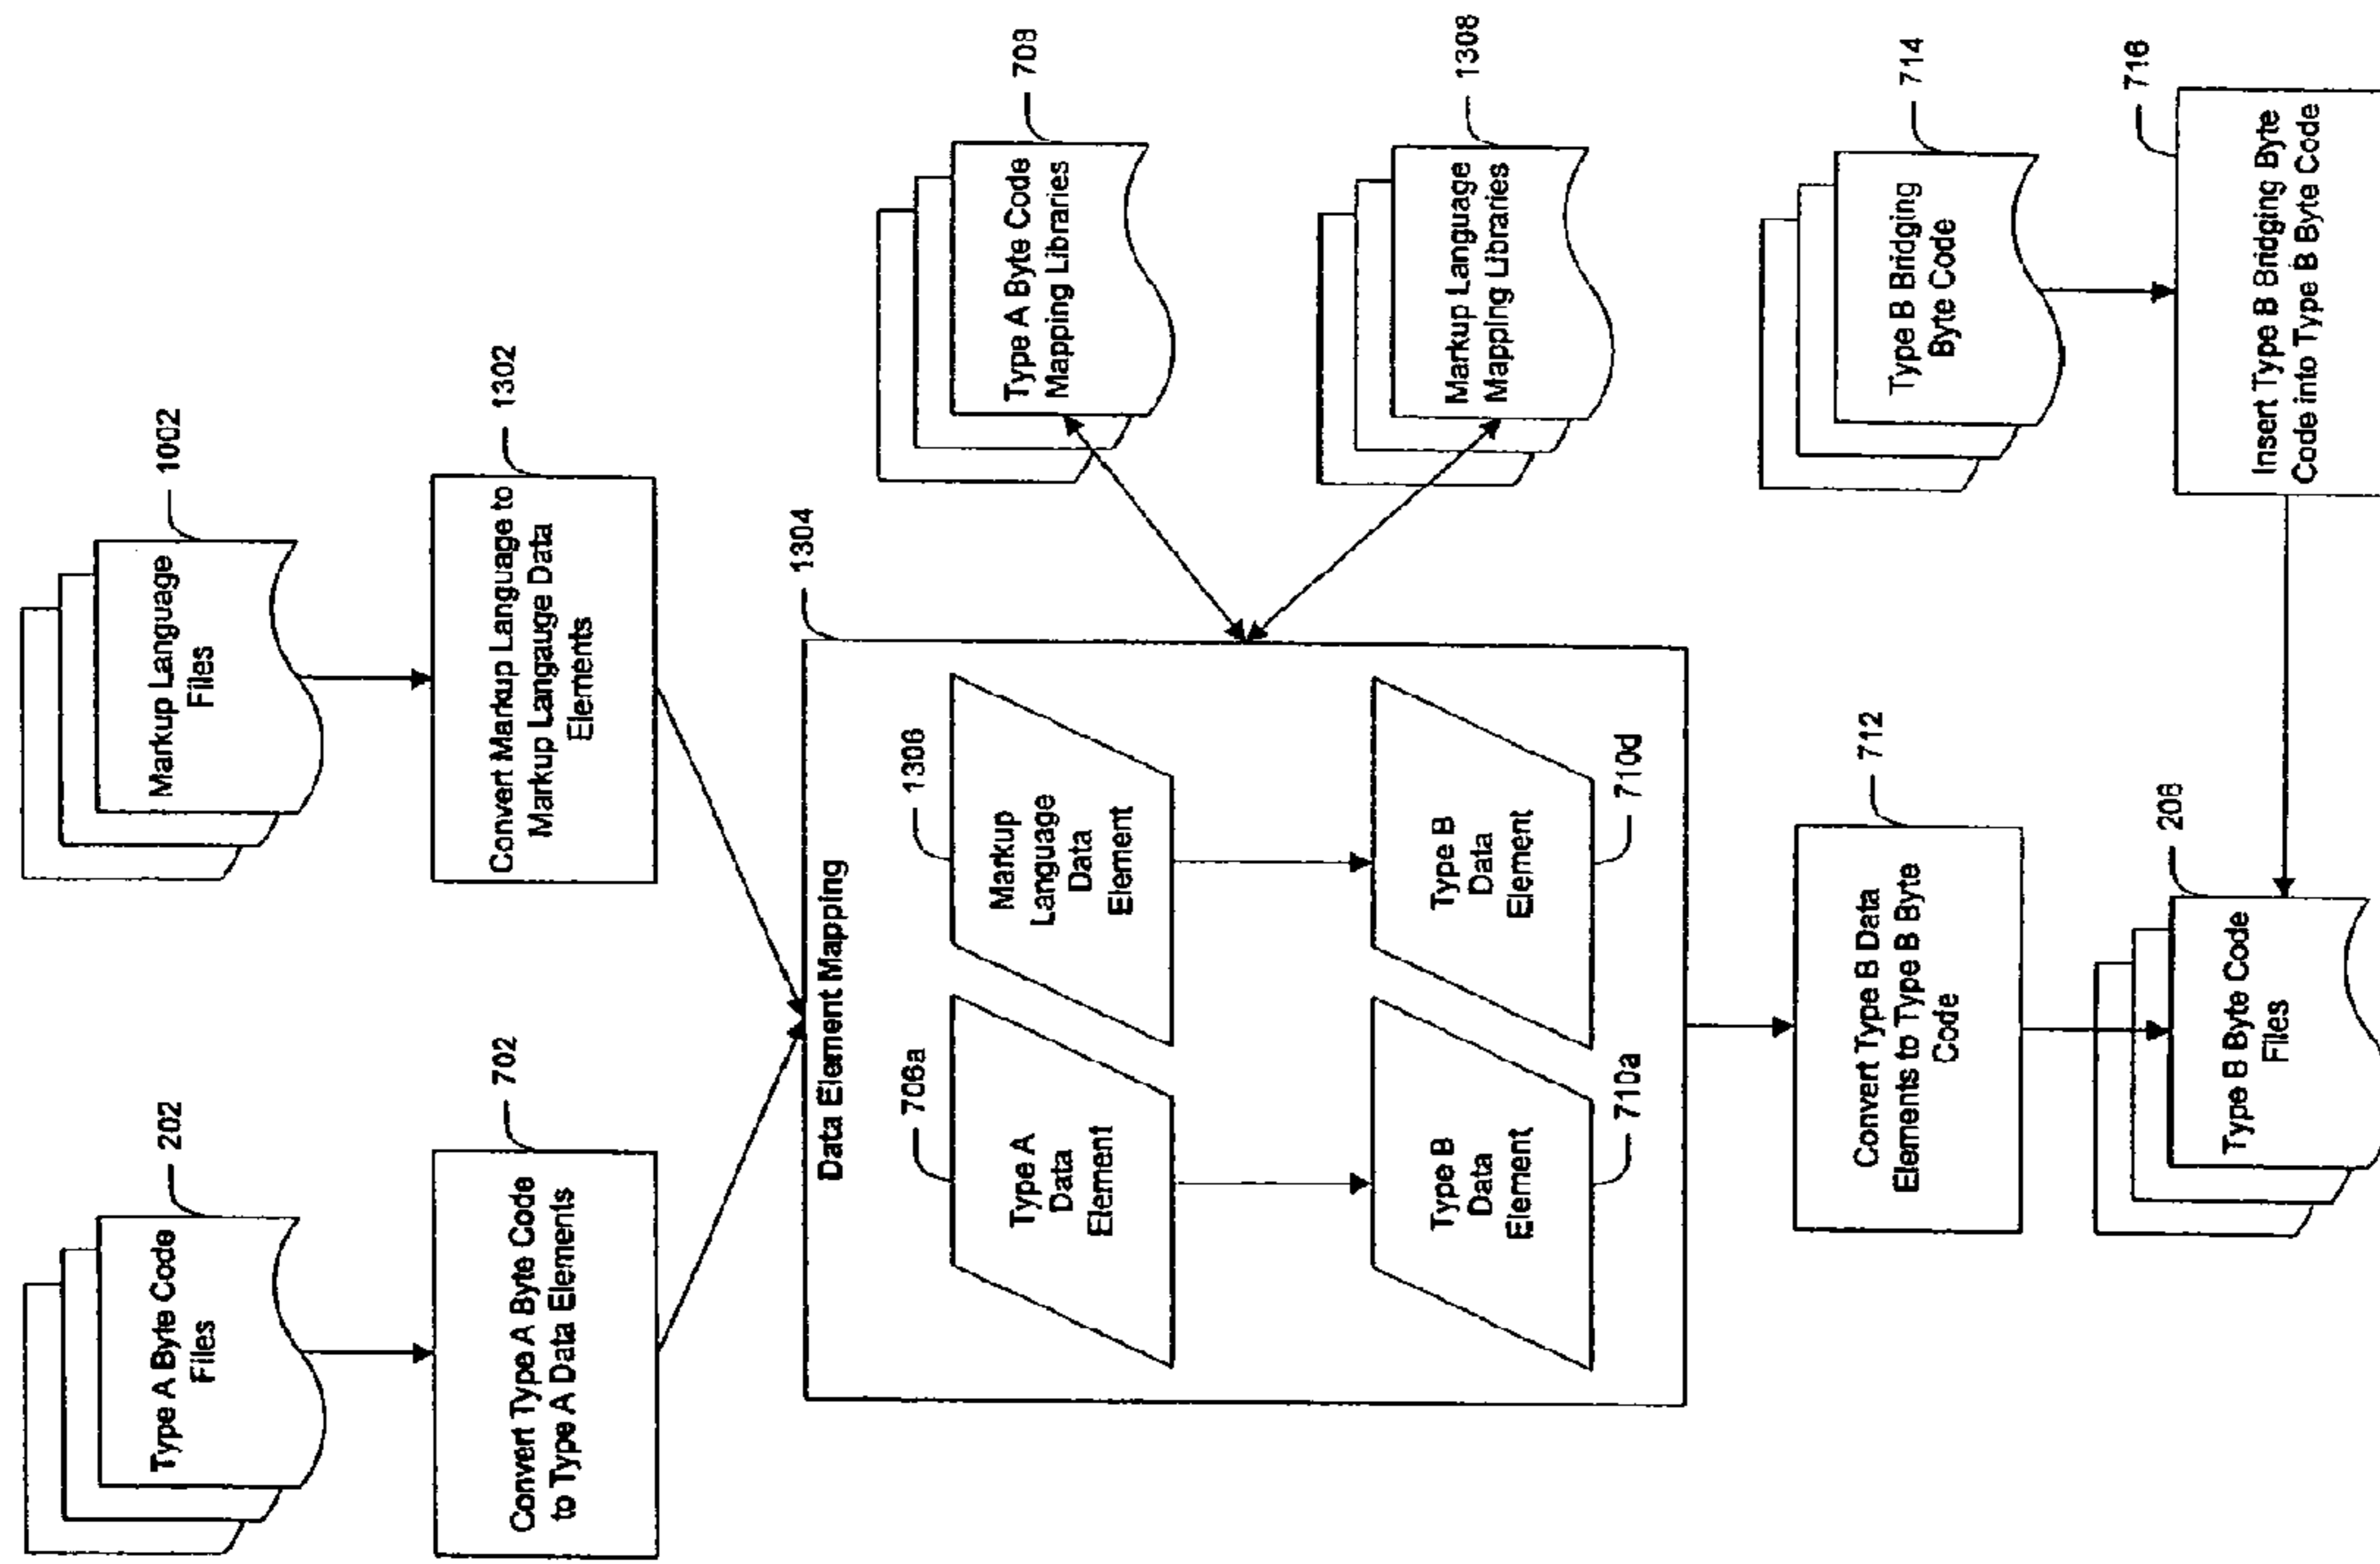 Type A Byte Code
Files
202
Markup Language
Files
1002
Convert Type A Byte Code
to Type A Data Elements
702
Convert Markup Language to
Markup Langauge Data
Elements
1302
Data Element Mapping
1304
Type A
Data
Element
706a
Markup
Language
Data
Element
1306
Type B
Data
Element
710a
Type B
Data
Element
710d
Type A Byte Code
Mapping Libraries
708
Markup Language
Mapping Libraries
1308
Convert Type B Data
Elements to Type B Byte
Code
712
Type B Bridging
Byte Code
714
Type B Byte Code
Files
206
Insert Type B Bridging Byte
Code into Type B Byte Code
716